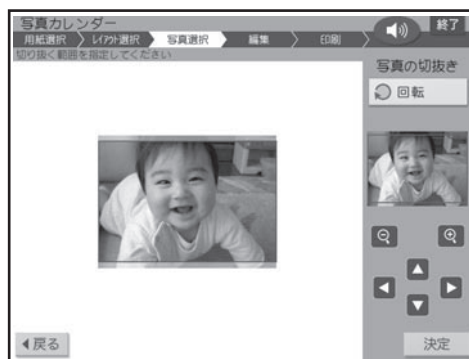 写真カレンダー
終了
用紙選択 レイアウト選択 写真選択 編集 印刷
切り抜く範囲を指定してください
写真の切抜き
回転
戻る
決定